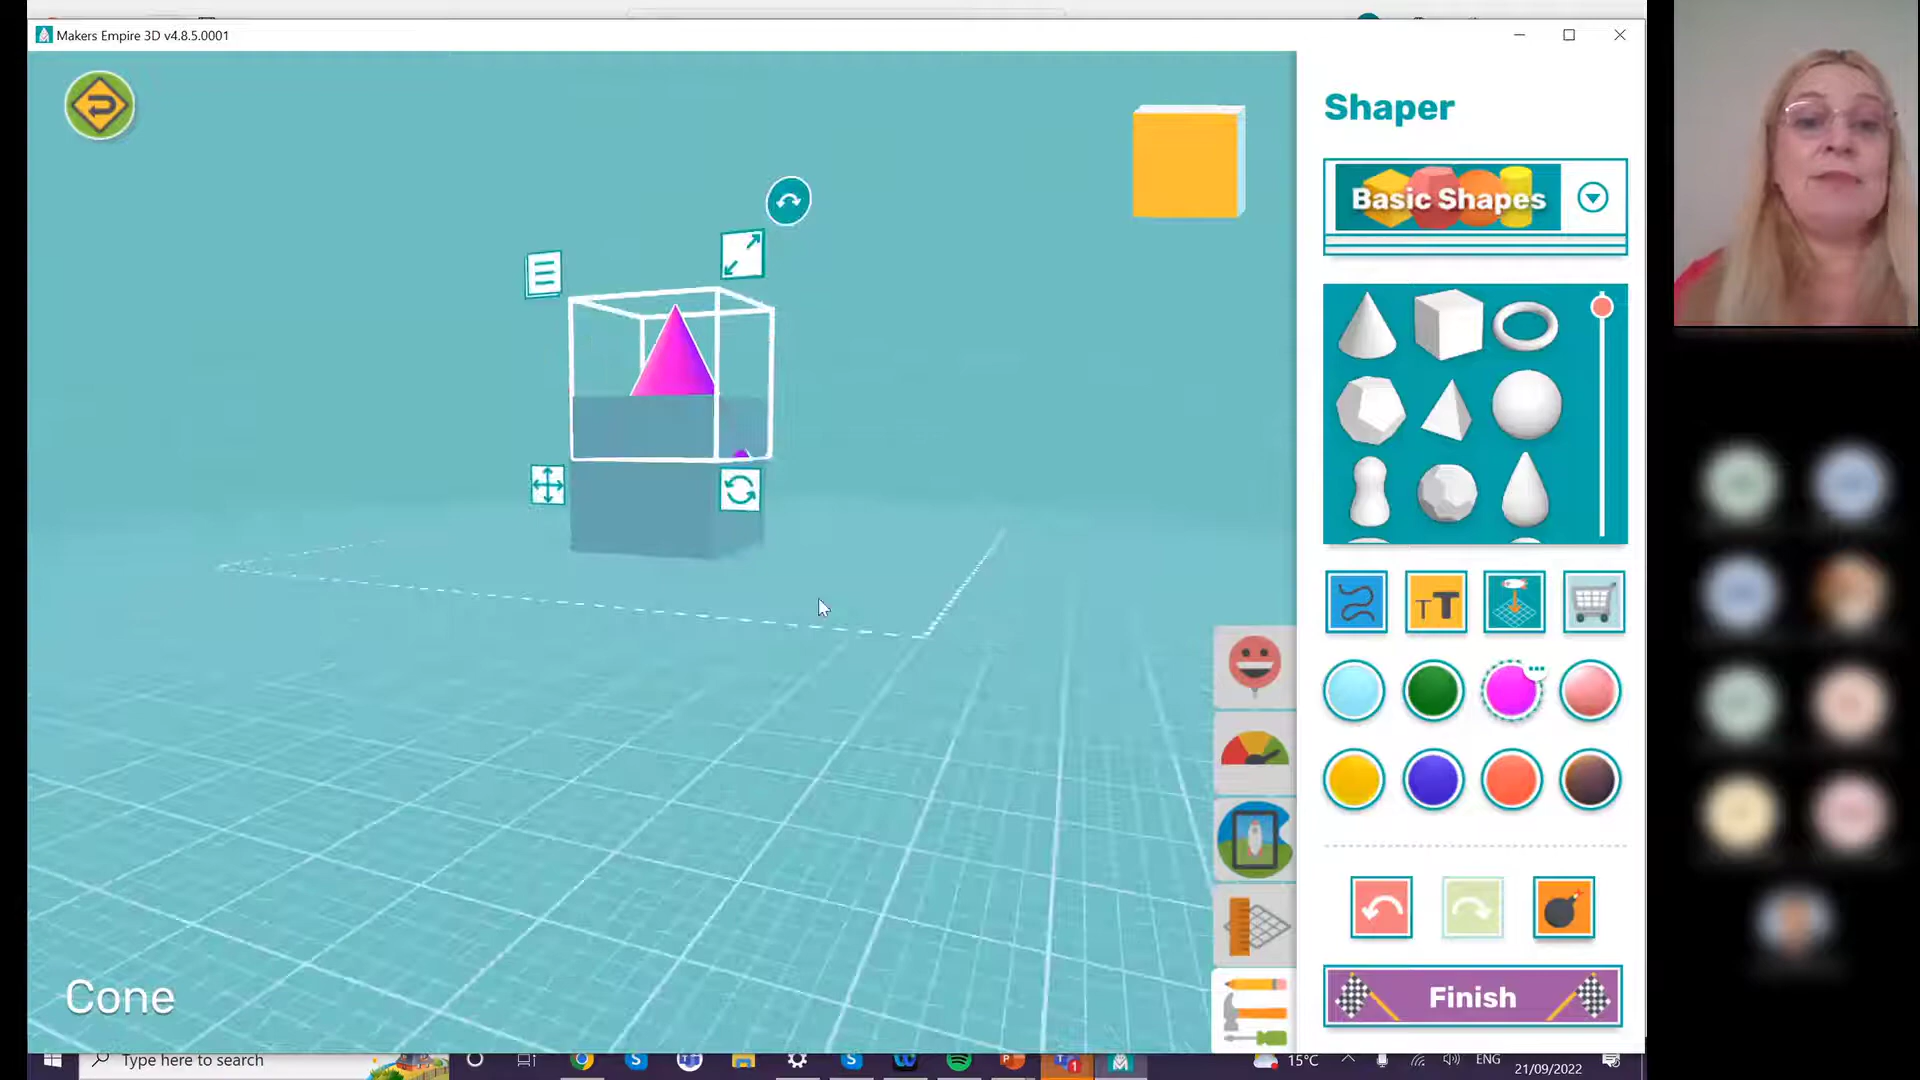 Makers Empire 3D v4.8.5.0001
Shaper
Basic Shapes
TT
Finish
Cone
Type here to search
15°C
ENG
21/09/2022